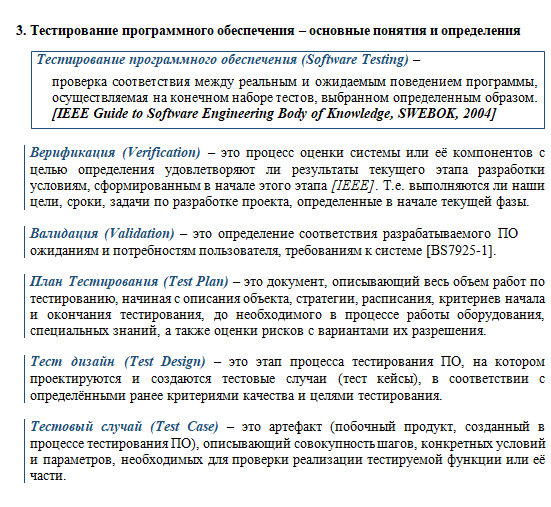 3. Тестирование программного обеспечения – основные понятия и определения
Тестирование программного обеспечения (Software Testing) –
проверка соответствия между реальным и ожидаемым поведением программы,
осуществляемая на конечном наборе тестов, выбранном определенным образом.
[IEEE Guide to Software Engineering Body of Knowledge, SWEBOK, 2004]
Верификация (Verification) – это процесс оценки системы или её компонентов с
целью определения удовлетворяют ли результаты текущего этапа разработки
условиям, сформированным в начале этого этапа [IEEE]. Т.е. выполняются ли наши
цели, сроки, задачи по разработке проекта, определенные в начале текущей фазы.
Валидация (Validation) – это определение соответствия разрабатываемого ПО
ожиданиям и потребностям пользователя, требованиям к системе [BS7925-1].
План Тестирования (Test Plan) – это документ, описывающий весь объем работ по
тестированию, начиная с описания объекта, стратегии, расписания, критериев начала
и окончания тестирования, до необходимого в процессе работы оборудования,
специальных знаний, а также оценки рисков с вариантами их разрешения.
Тест дизайн (Test Design) – это этап процесса тестирования ПО, на котором
проектируются и создаются тестовые случаи (тест кейсы), в соответствии с
определёнными ранее критериями качества и целями тестирования.
Тестовый случай (Test Case) – это артефакт (побочный продукт, созданный в
процессе тестирования ПО), описывающий совокупность шагов, конкретных условий
и параметров, необходимых для проверки реализации тестируемой функции или её
части.